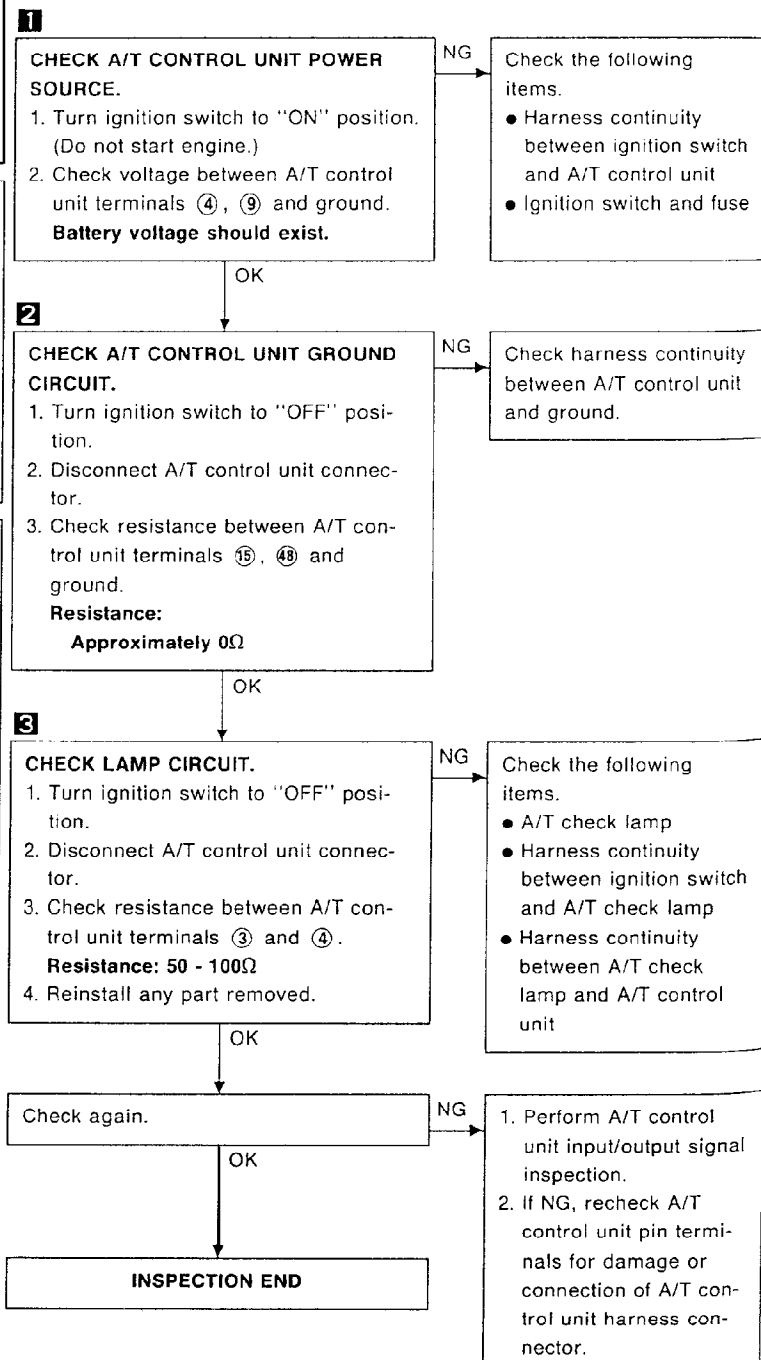 1
CHECK A/T CONTROL UNIT POWER
SOURCE.
1. Turn ignition switch to "ON" position.
(Do not start engine.)
2. Check voltage between A/T control
unit terminals ④, ⑨ and ground.
Battery voltage should exist.
NG
Check the following
items.
● Harness continuity
between ignition switch
and A/T control unit
● Ignition switch and fuse
OK
2
CHECK A/T CONTROL UNIT GROUND
CIRCUIT.
1. Turn ignition switch to "OFF" posi-
tion.
2. Disconnect A/T control unit connec-
tor.
3. Check resistance between A/T con-
trol unit terminals ⑮, ㊽ and
ground.
Resistance:
Approximately 0Ω
NG
Check harness continuity
between A/T control unit
and ground.
OK
3
CHECK LAMP CIRCUIT.
1. Turn ignition switch to "OFF" posi-
tion.
2. Disconnect A/T control unit connec-
tor.
3. Check resistance between A/T con-
trol unit terminals ③ and ④.
Resistance: 50 - 100Ω
4. Reinstall any part removed.
NG
Check the following
items.
● A/T check lamp
● Harness continuity
between ignition switch
and A/T check lamp
● Harness continuity
between A/T check
lamp and A/T control
unit
OK
Check again.
NG
1. Perform A/T control
unit input/output signal
inspection.
2. If NG, recheck A/T
control unit pin termi-
nals for damage or
connection of A/T con-
trol unit harness con-
nector.
OK
INSPECTION END